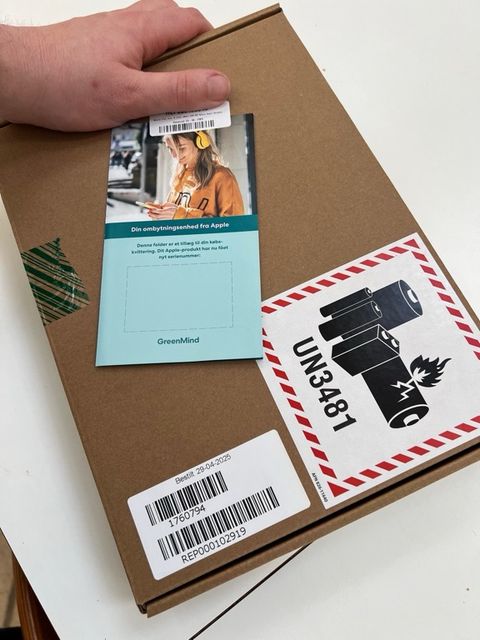 Din ombytningsenhed fra Apple
Denne folder er et tillæg til din købs-
kvittering. Dit Apple-produkt har nu fået
nyt serienummer:
GreenMind
UN3481
Bestilt 29-04-2025
1760794
REP000102919